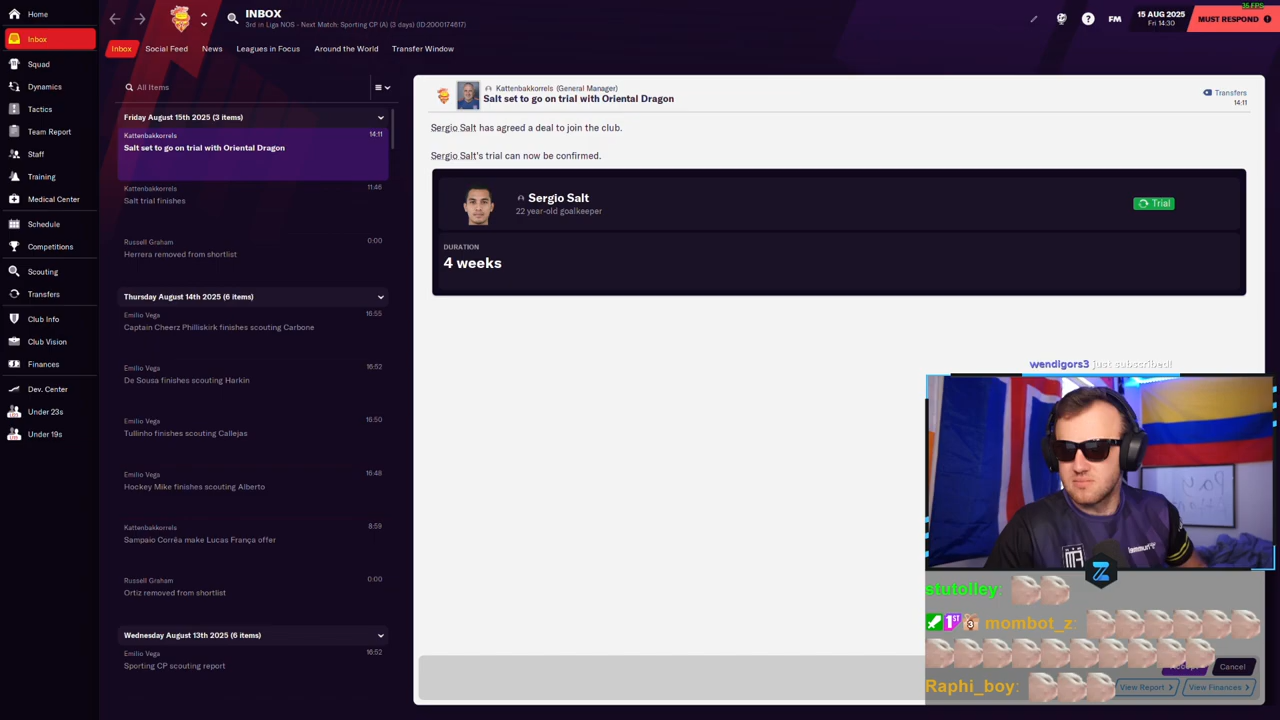 Home
Inbox
Squad
Dynamics
Tactics
Team Report
Staff
Training
Medical Center
Schedule
Competitions
Scouting
Transfers
Club Info
Club Vision
Finances
Dev. Center
Under 23s
Under 19s
INBOX
3rd in Liga NOS - Next Match: Sporting CP (A) (3 days) (ID:2000174817)
FM
36 FPS
15 AUG 2025
Fri 14:30
MUST RESPOND
Inbox
Social Feed
News
Leagues in Focus
Around the World
Transfer Window
All Items
Friday August 15th 2025 (3 items)
Kattenbakkorrels 14:11
Salt set to go on trial with Oriental Dragon
Kattenbakkorrels 11:46
Salt trial finishes
Russell Graham 0:00
Herrera removed from shortlist
Thursday August 14th 2025 (6 items)
Emilio Vega 16:55
Captain Cheerz Philliskirk finishes scouting Carbone
Emilio Vega 16:52
De Sousa finishes scouting Harkin
Emilio Vega 16:50
Tullinho finishes scouting Callejas
Emilio Vega 16:48
Hockey Mike finishes scouting Alberto
Kattenbakkorrels 8:59
Sampaio Corrêa make Lucas França offer
Russell Graham 0:00
Ortiz removed from shortlist
Wednesday August 13th 2025 (6 items)
Emilio Vega 16:52
Sporting CP scouting report
Kattenbakkorrels (General Manager)
Salt set to go on trial with Oriental Dragon
Transfers
14:11
Sergio Salt has agreed a deal to join the club.
Sergio Salt's trial can now be confirmed.
Sergio Salt
22 year-old goalkeeper
Trial
DURATION
4 weeks
wendigors3 just subscribed!
stutolley:
1ST 3 mombot_z:
Cancel
Raphi_boy:
View Report
View Finances